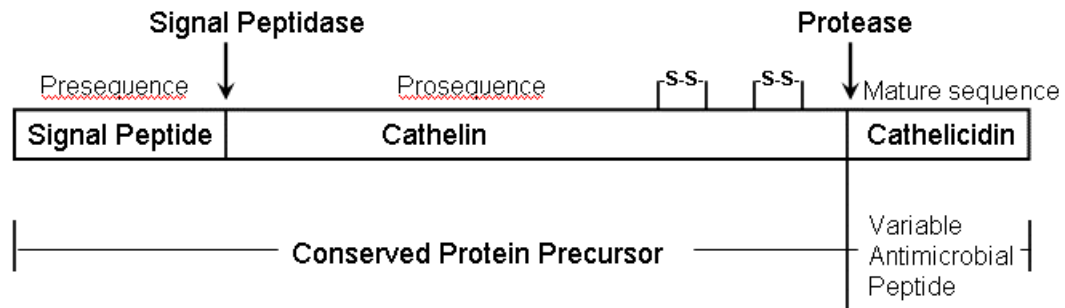 Signal Peptidase Protease
Presequence Prosequence S-S- S-S- Mature sequence
Signal Peptide Cathelin Cathelicidin
Conserved Protein Precursor
Variable
Antimicrobial
Peptide